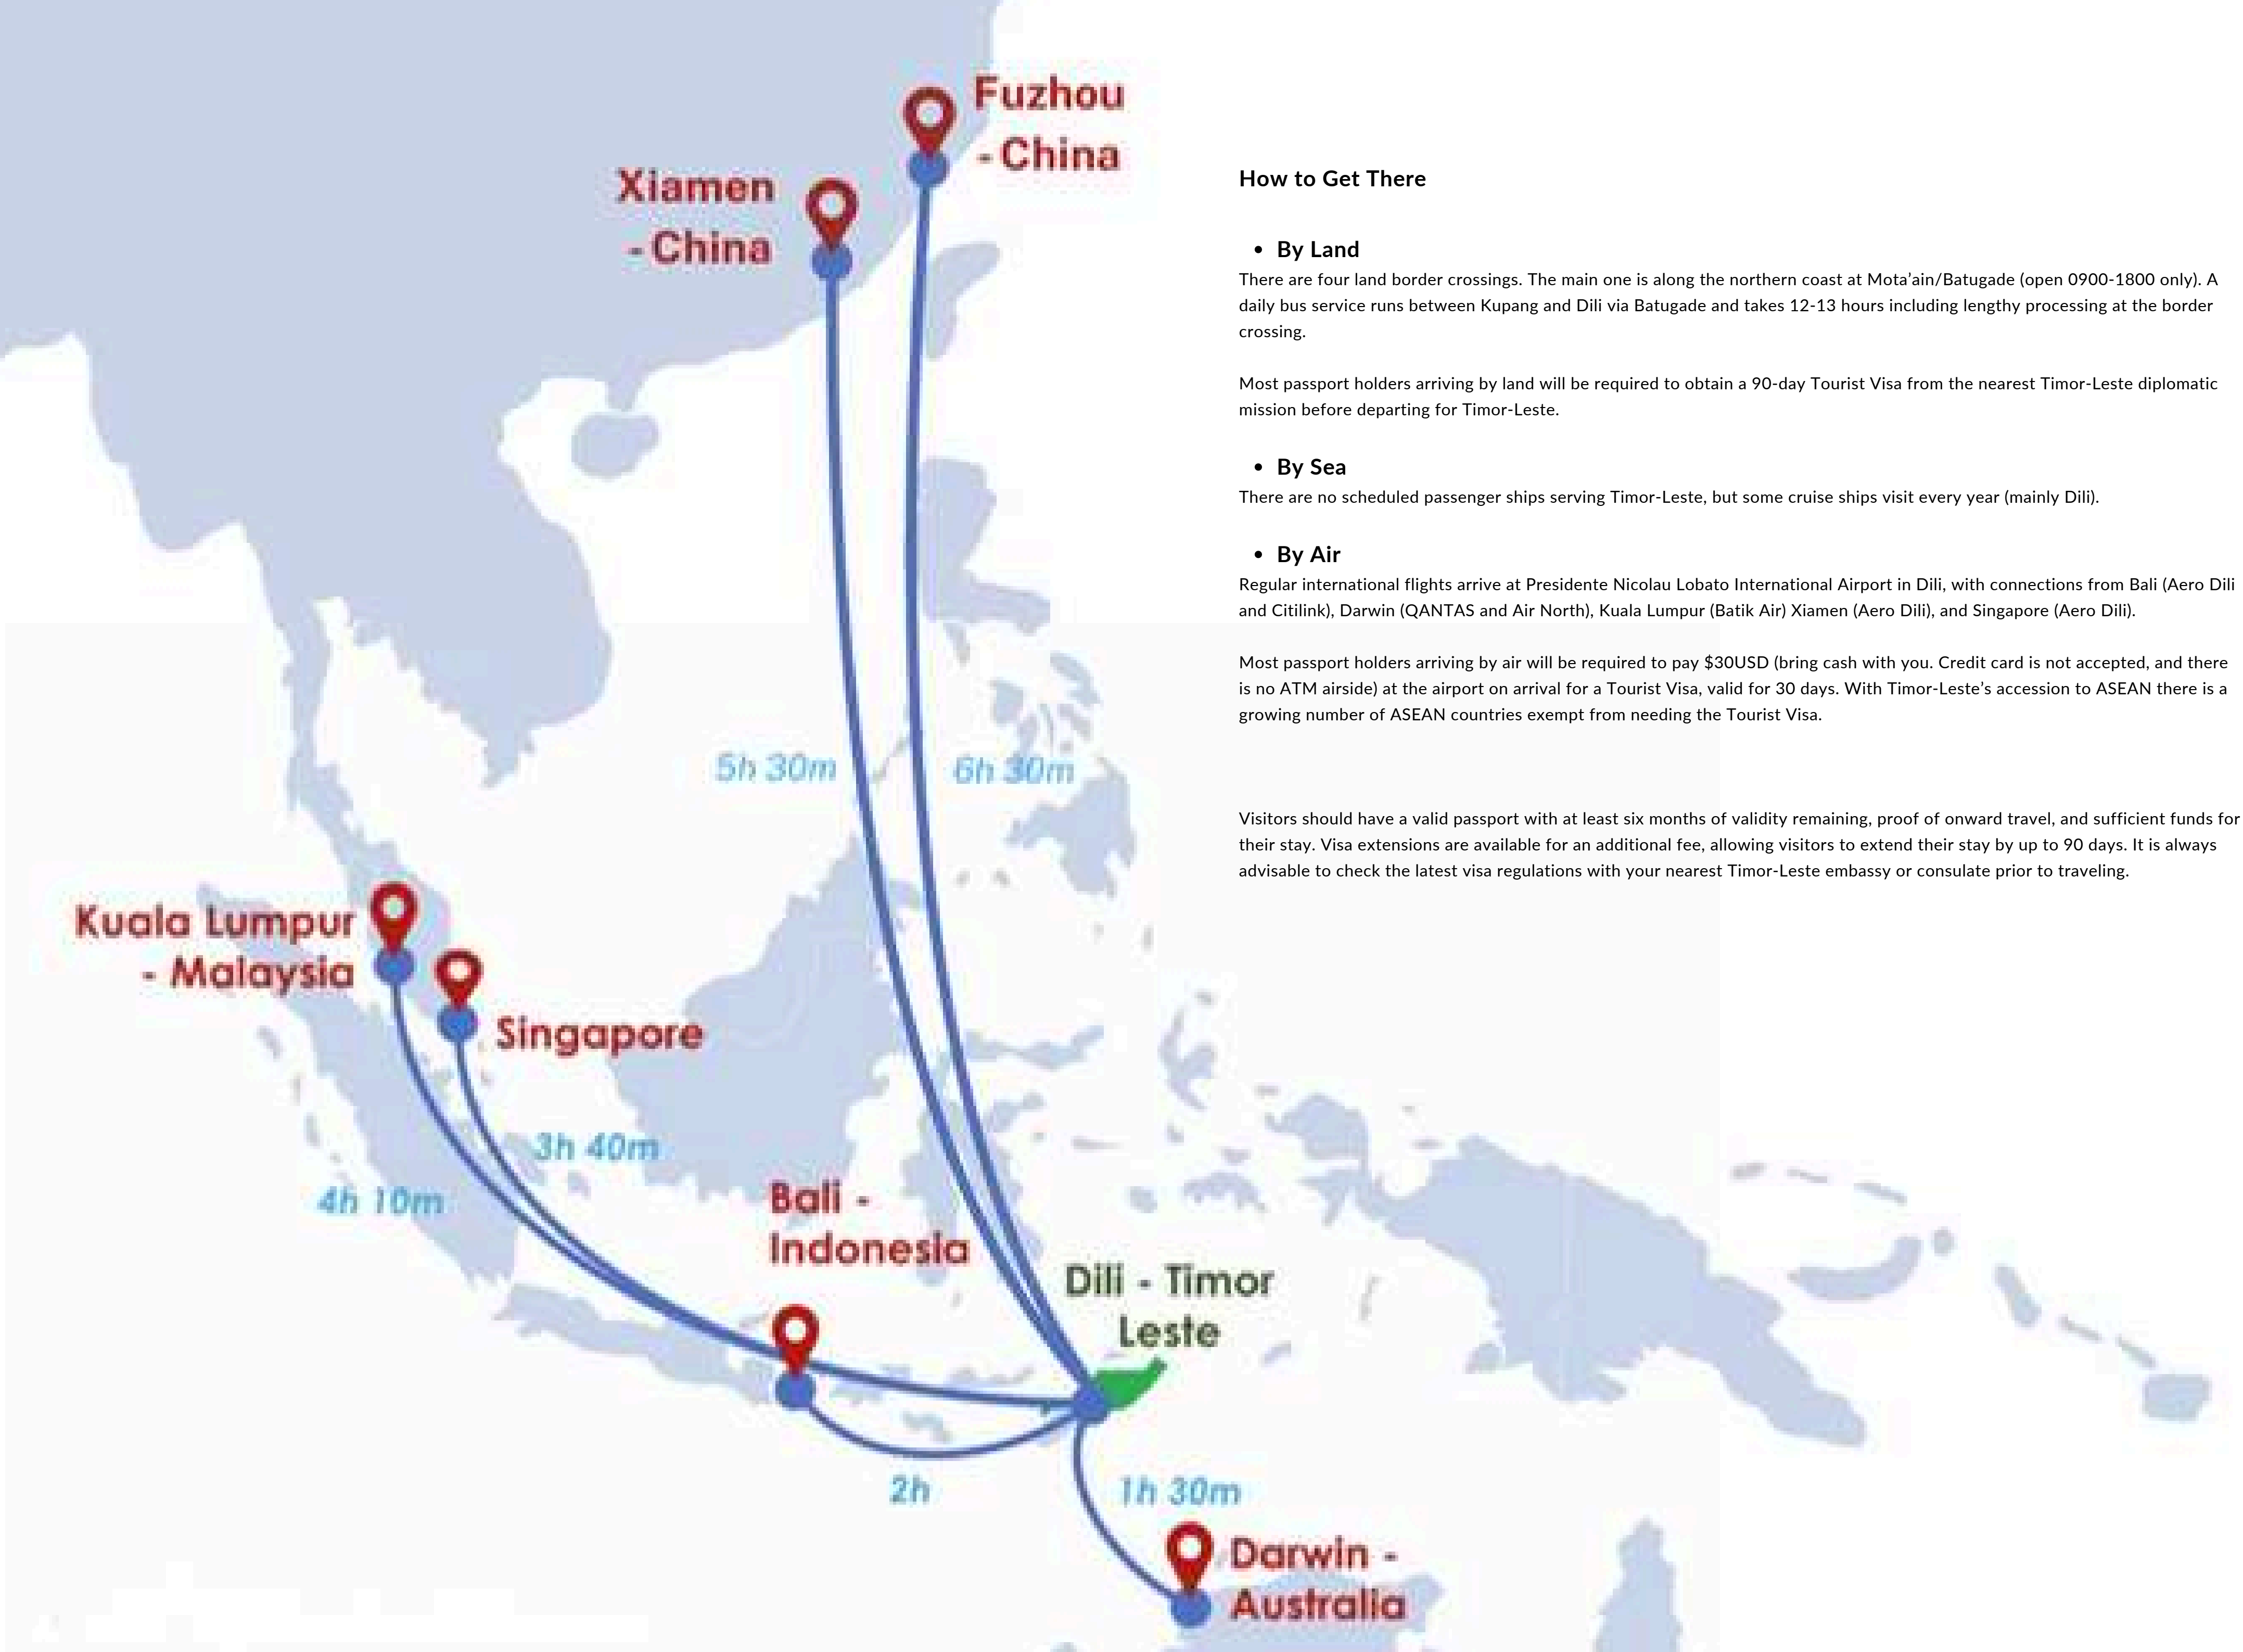 Fuzhou
- China
Xiamen
- China
5h 30m
6h 30m
Kuala Lumpur
- Malaysia
Singapore
3h 40m
4h 10m
Bali -
Indonesia
Dili - Timor
Leste
2h
1h 30m
Darwin -
Australia
How to Get There
• By Land
There are four land border crossings. The main one is along the northern coast at Mota’ain/Batugade (open 0900-1800 only). A
daily bus service runs between Kupang and Dili via Batugade and takes 12-13 hours including lengthy processing at the border
crossing.
Most passport holders arriving by land will be required to obtain a 90-day Tourist Visa from the nearest Timor-Leste diplomatic
mission before departing for Timor-Leste.
• By Sea
There are no scheduled passenger ships serving Timor-Leste, but some cruise ships visit every year (mainly Dili).
• By Air
Regular international flights arrive at Presidente Nicolau Lobato International Airport in Dili, with connections from Bali (Aero Dili
and Citilink), Darwin (QANTAS and Air North), Kuala Lumpur (Batik Air) Xiamen (Aero Dili), and Singapore (Aero Dili).
Most passport holders arriving by air will be required to pay $30USD (bring cash with you. Credit card is not accepted, and there
is no ATM airside) at the airport on arrival for a Tourist Visa, valid for 30 days. With Timor-Leste’s accession to ASEAN there is a
growing number of ASEAN countries exempt from needing the Tourist Visa.
Visitors should have a valid passport with at least six months of validity remaining, proof of onward travel, and sufficient funds for
their stay. Visa extensions are available for an additional fee, allowing visitors to extend their stay by up to 90 days. It is always
advisable to check the latest visa regulations with your nearest Timor-Leste embassy or consulate prior to traveling.